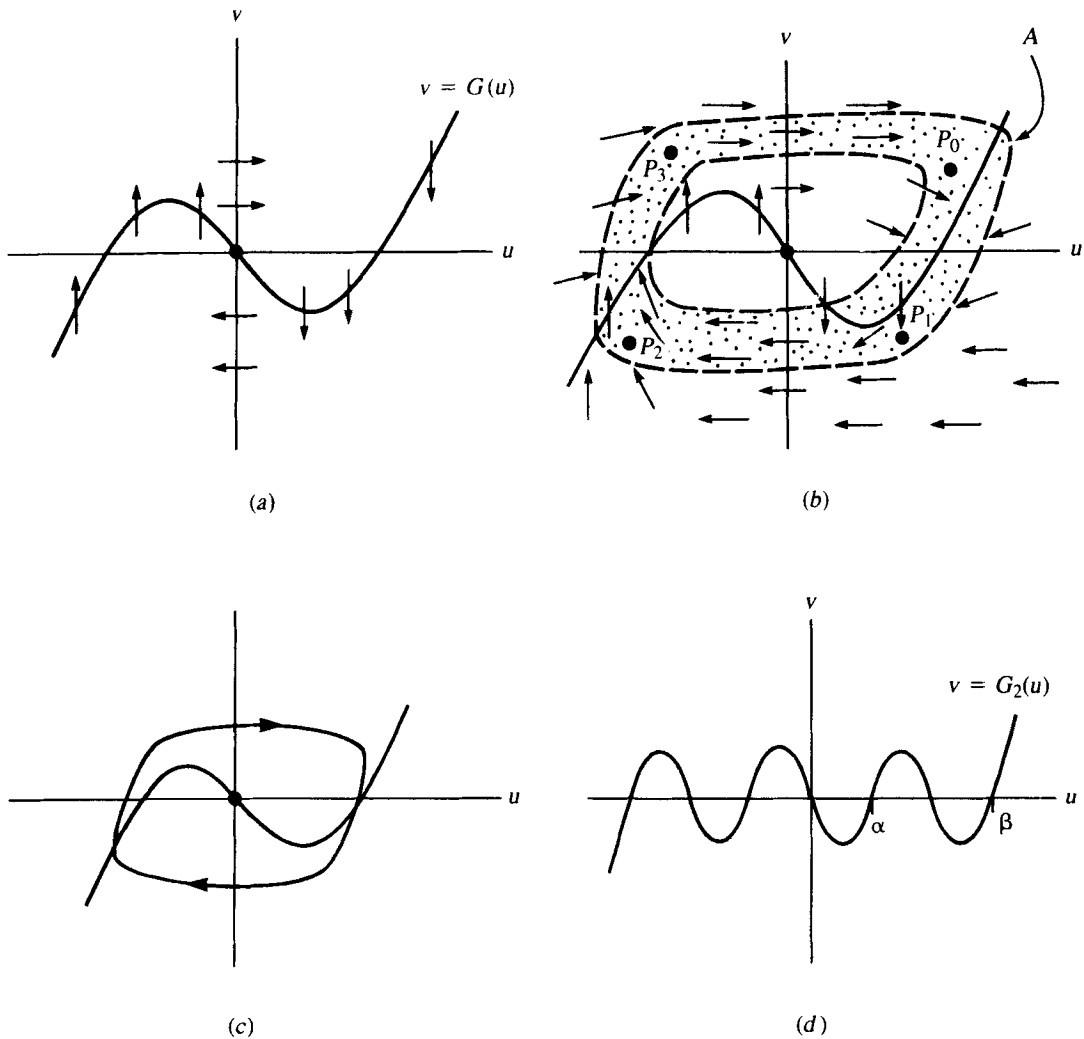 v
v = G(u)
u
(a)
v
A
P0
P3
u
P1
P2
(b)
u
(c)
v
v = G2(u)
u
α
β
(d)